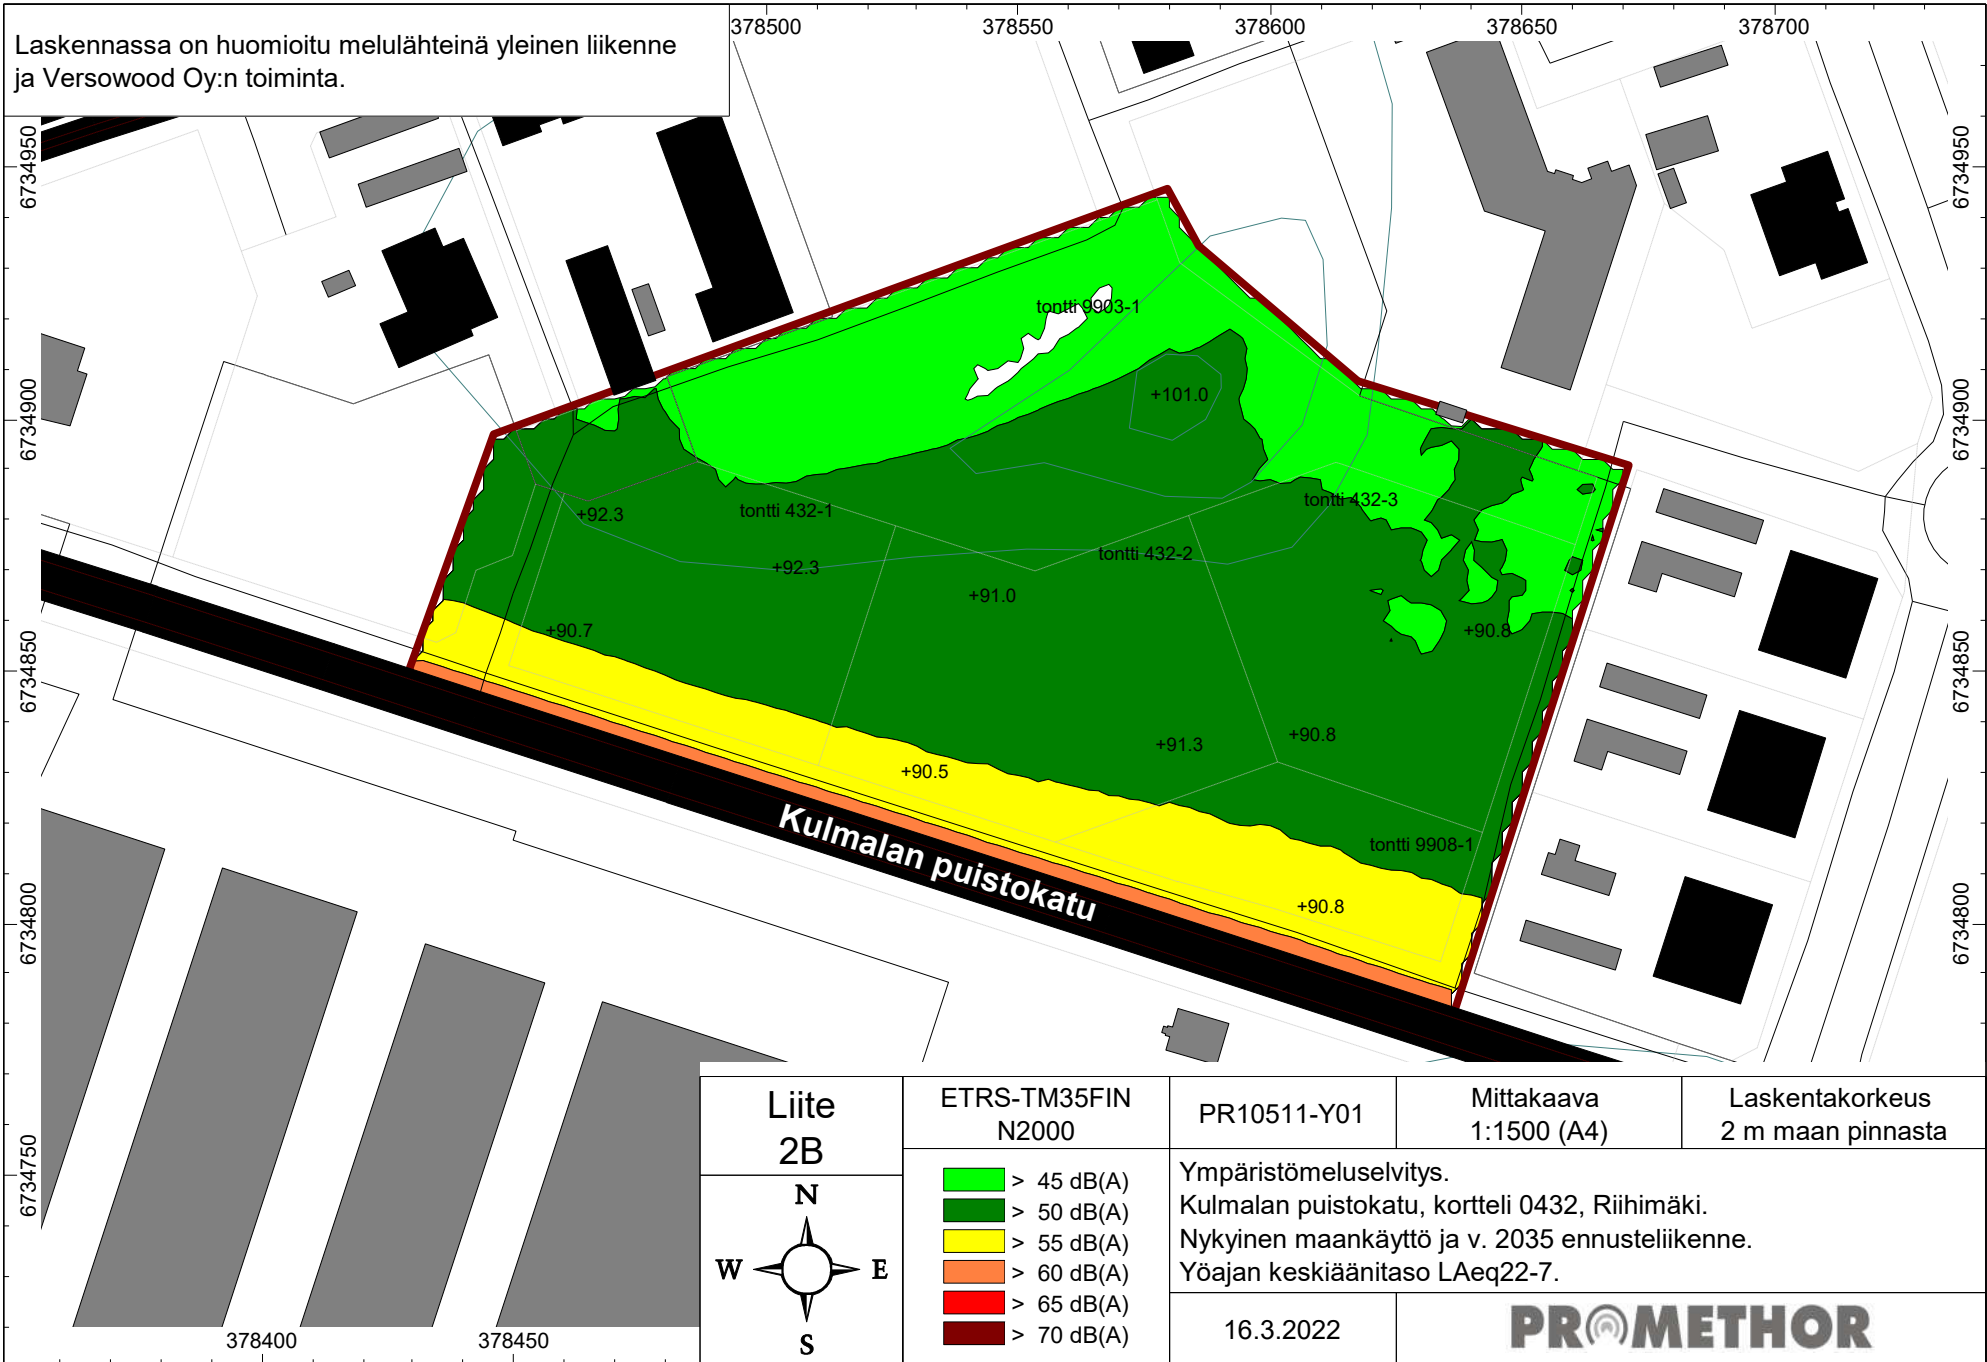 378500
378550
378600
378650
378700
Laskennassa on huomioitu melulähteinä yleinen liikenne
ja Versowood Oy:n toiminta.
6734950
6734950
tontti 9903-1
+101.0
6734900
6734900
+92.3
tontti 432-1
tontti 432-3
tontti 432-2
+92.3
+91.0
+90.7
+90.8
6734850
6734850
+91.3
+90.8
+90.5
Kulmalan puistokatu
tontti 9908-1
+90.8
6734800
6734800
6734750
378400
378450
Liite
2B
N
W
E
S
ETRS-TM35FIN
N2000
PR10511-Y01
Mittakaava
1:1500 (A4)
Laskentakorkeus
2 m maan pinnasta
> 45 dB(A)
> 50 dB(A)
> 55 dB(A)
> 60 dB(A)
> 65 dB(A)
> 70 dB(A)
Ympäristömeluselvitys.
Kulmalan puistokatu, kortteli 0432, Riihimäki.
Nykyinen maankäyttö ja v. 2035 ennusteliikenne.
Yöajan keskiäänitaso LAeq22-7.
16.3.2022
PROMETHOR